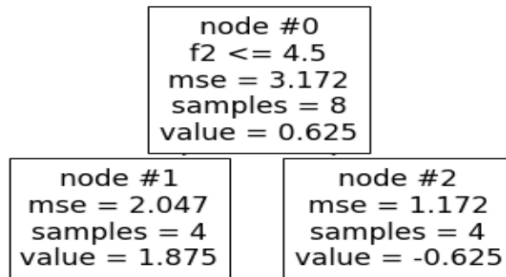 node #0
f2 <= 4.5
mse = 3.172
samples = 8
value = 0.625
node #1
mse = 2.047
samples = 4
value = 1.875
node #2
mse = 1.172
samples = 4
value = -0.625